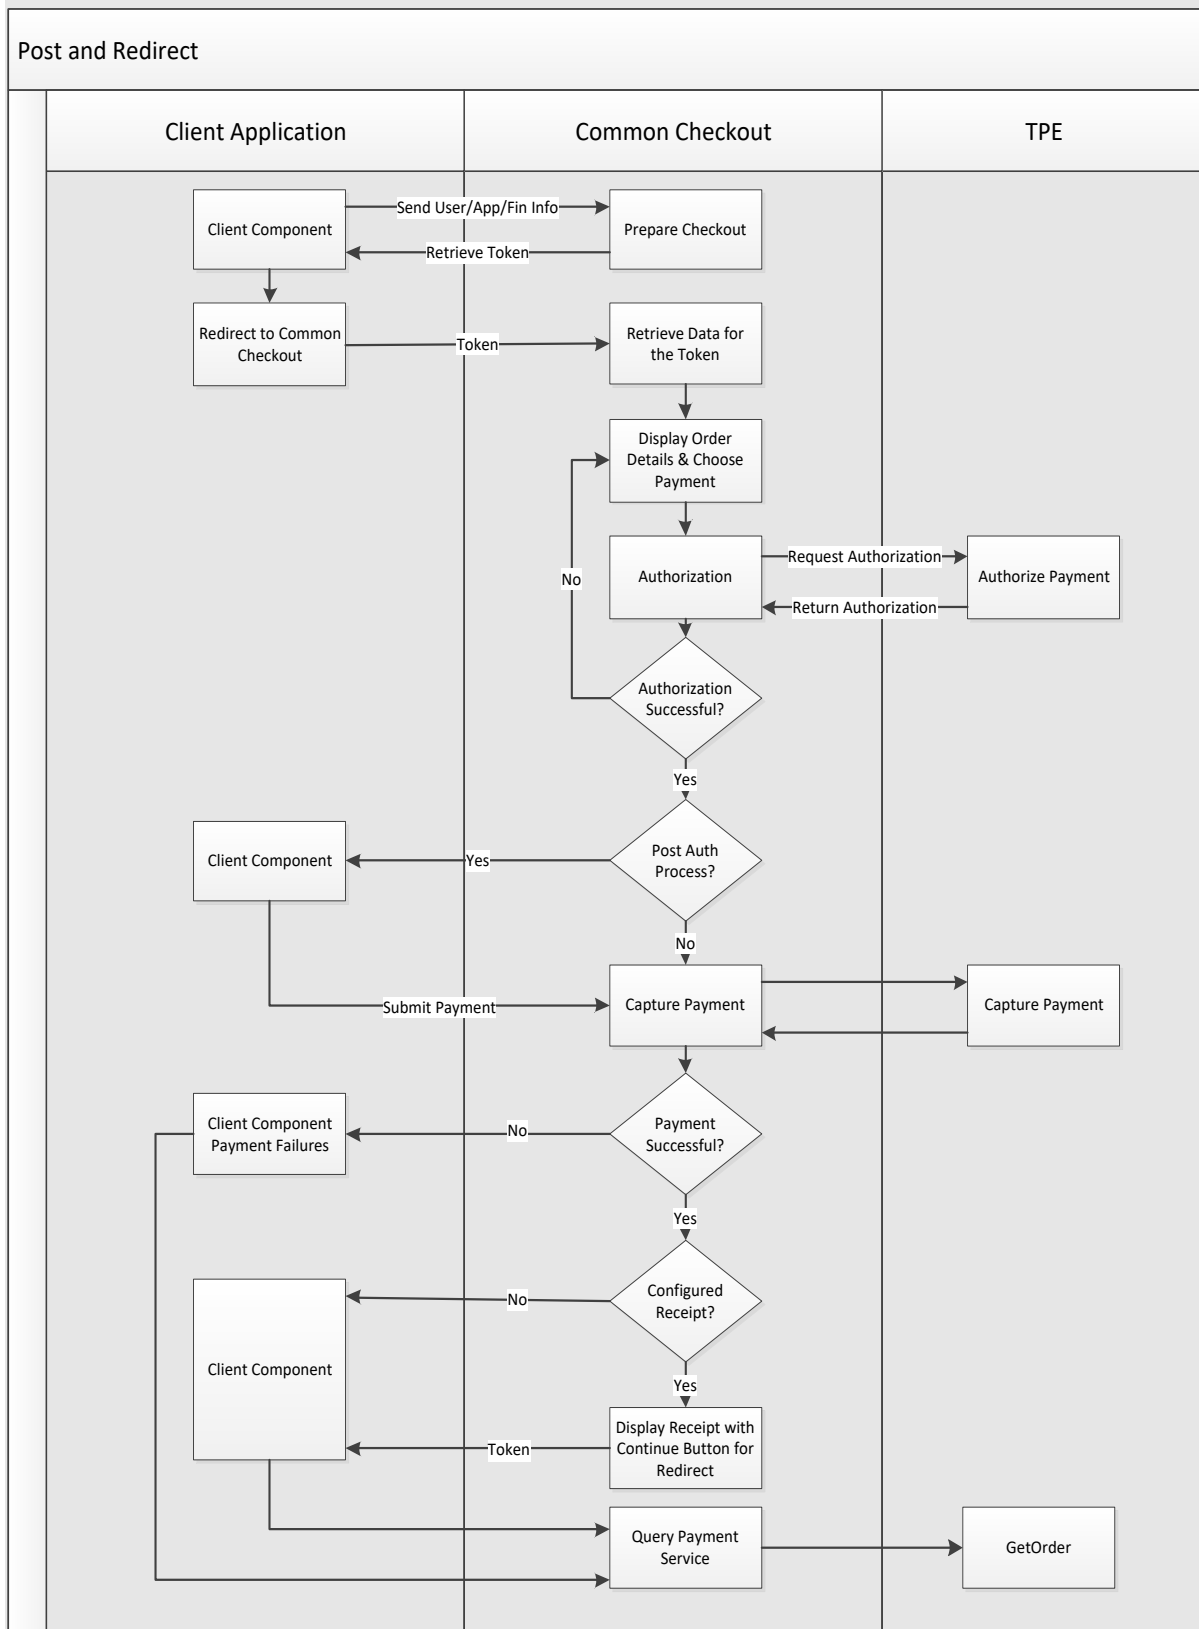 Post and Redirect
Client Application
Common Checkout
TPE
Client Component
Send User/App/Fin Info
Retrieve Token
Prepare Checkout
Redirect to Common
Checkout
Token
Retrieve Data for
the Token
Display Order
Details & Choose
Payment
No
Authorization
Request Authorization
Return Authorization
Authorize Payment
Authorization
Successful?
Yes
Client Component
Yes
Post Auth
Process?
No
Submit Payment
Capture Payment
Capture Payment
Client Component
Payment Failures
No
Payment
Successful?
Yes
Configured
Receipt?
No
Client Component
Yes
Display Receipt with
Continue Button for
Redirect
Token
Query Payment
Service
GetOrder